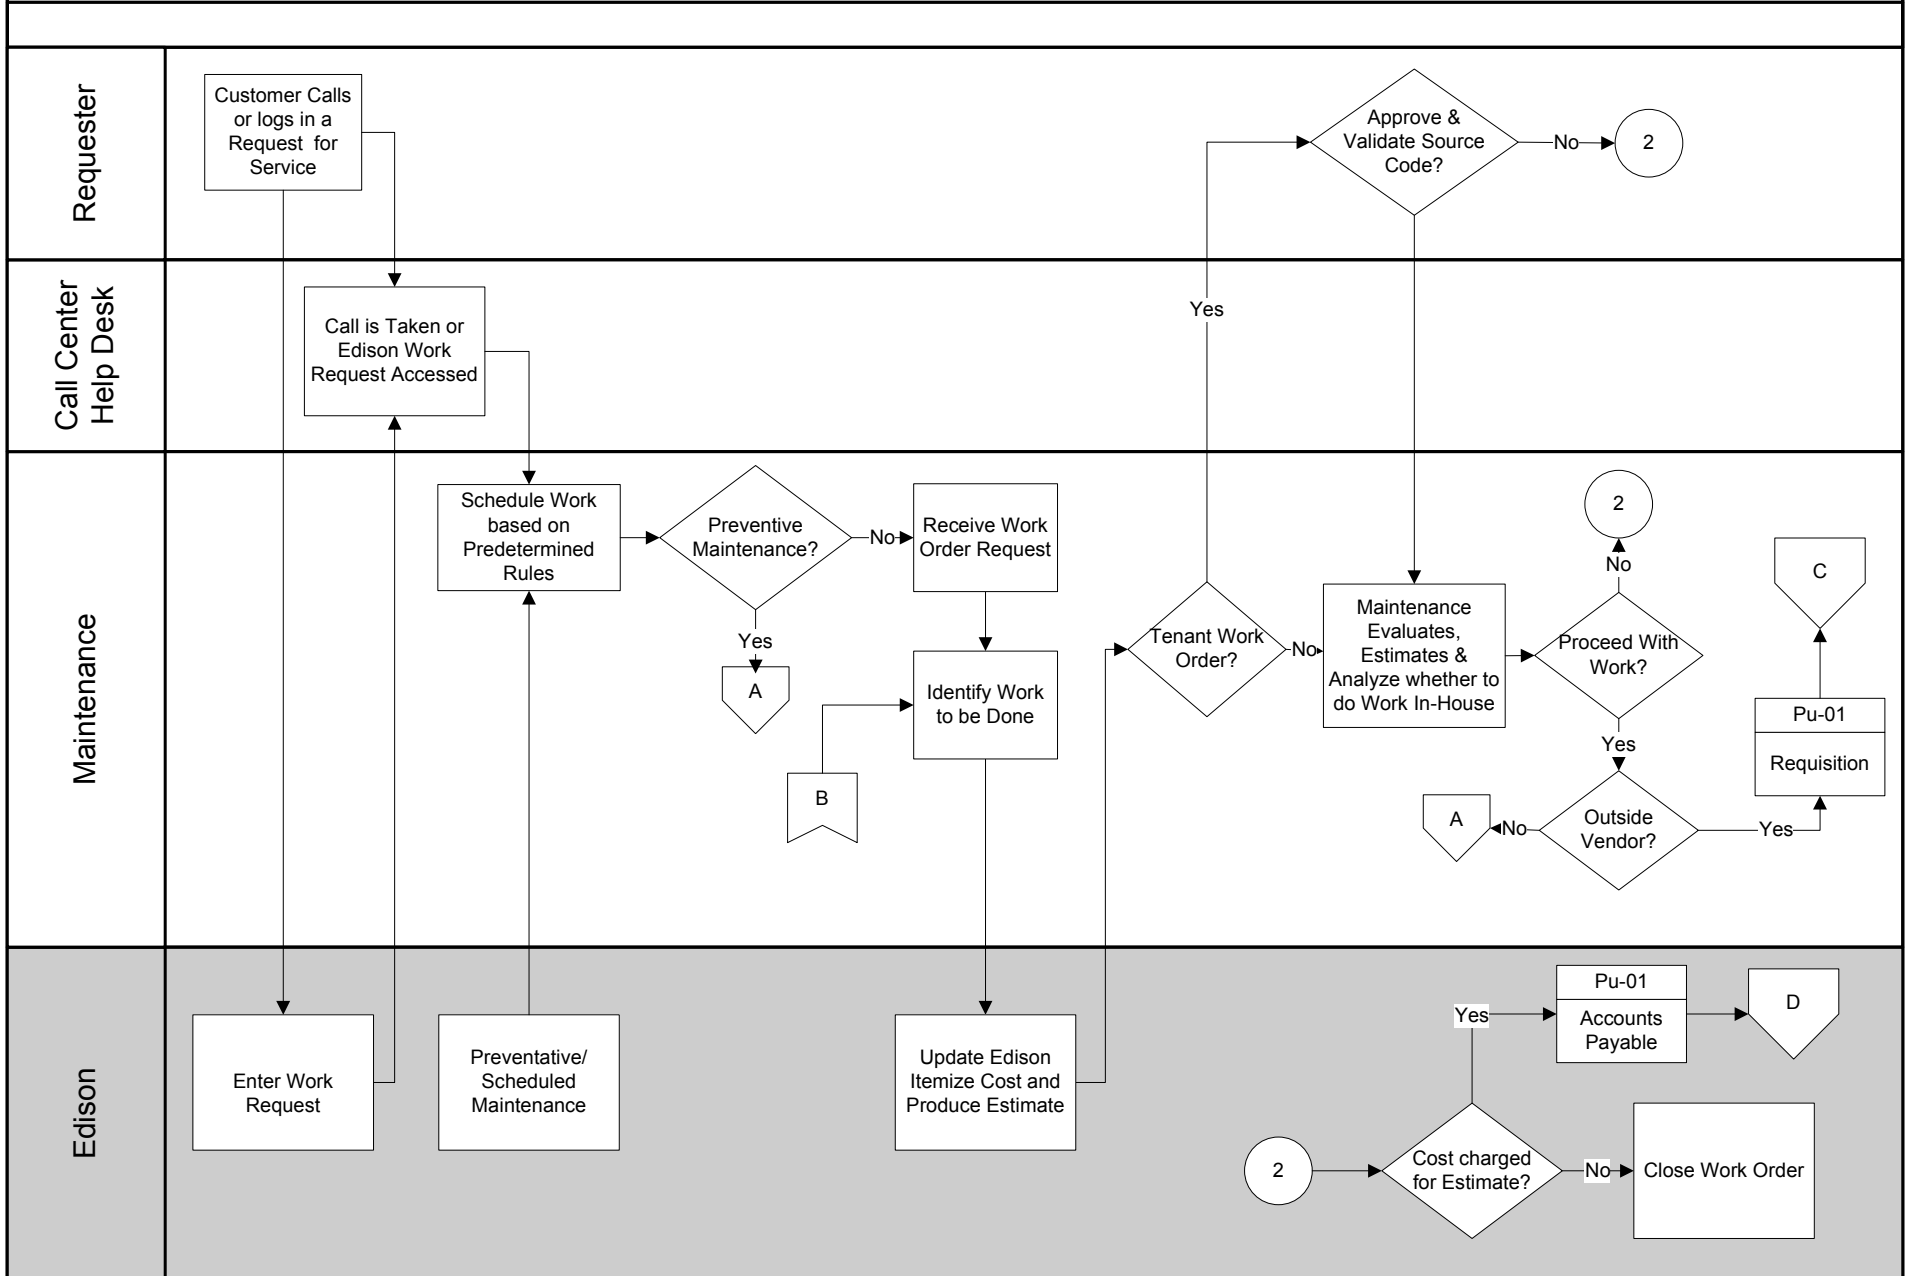 Requester
Customer Calls
or logs in a
Request for
Service
Approve &
Validate Source
Code?
No
2
Call Center
Help Desk
Call is Taken or
Edison Work
Request Accessed
Yes
Maintenance
Schedule Work
based on
Predetermined
Rules
Preventive
Maintenance?
No
Receive Work
Order Request
Yes
A
Identify Work
to be Done
B
Tenant Work
Order?
No
Maintenance
Evaluates,
Estimates &
Analyze whether to
do Work In-House
2
No
Proceed With
Work?
Yes
Outside
Vendor?
No
A
Yes
Pu-01
Requisition
C
Edison
Enter Work
Request
Preventative/
Scheduled
Maintenance
Update Edison
Itemize Cost and
Produce Estimate
2
Cost charged
for Estimate?
Yes
Pu-01
Accounts
Payable
D
No
Close Work Order